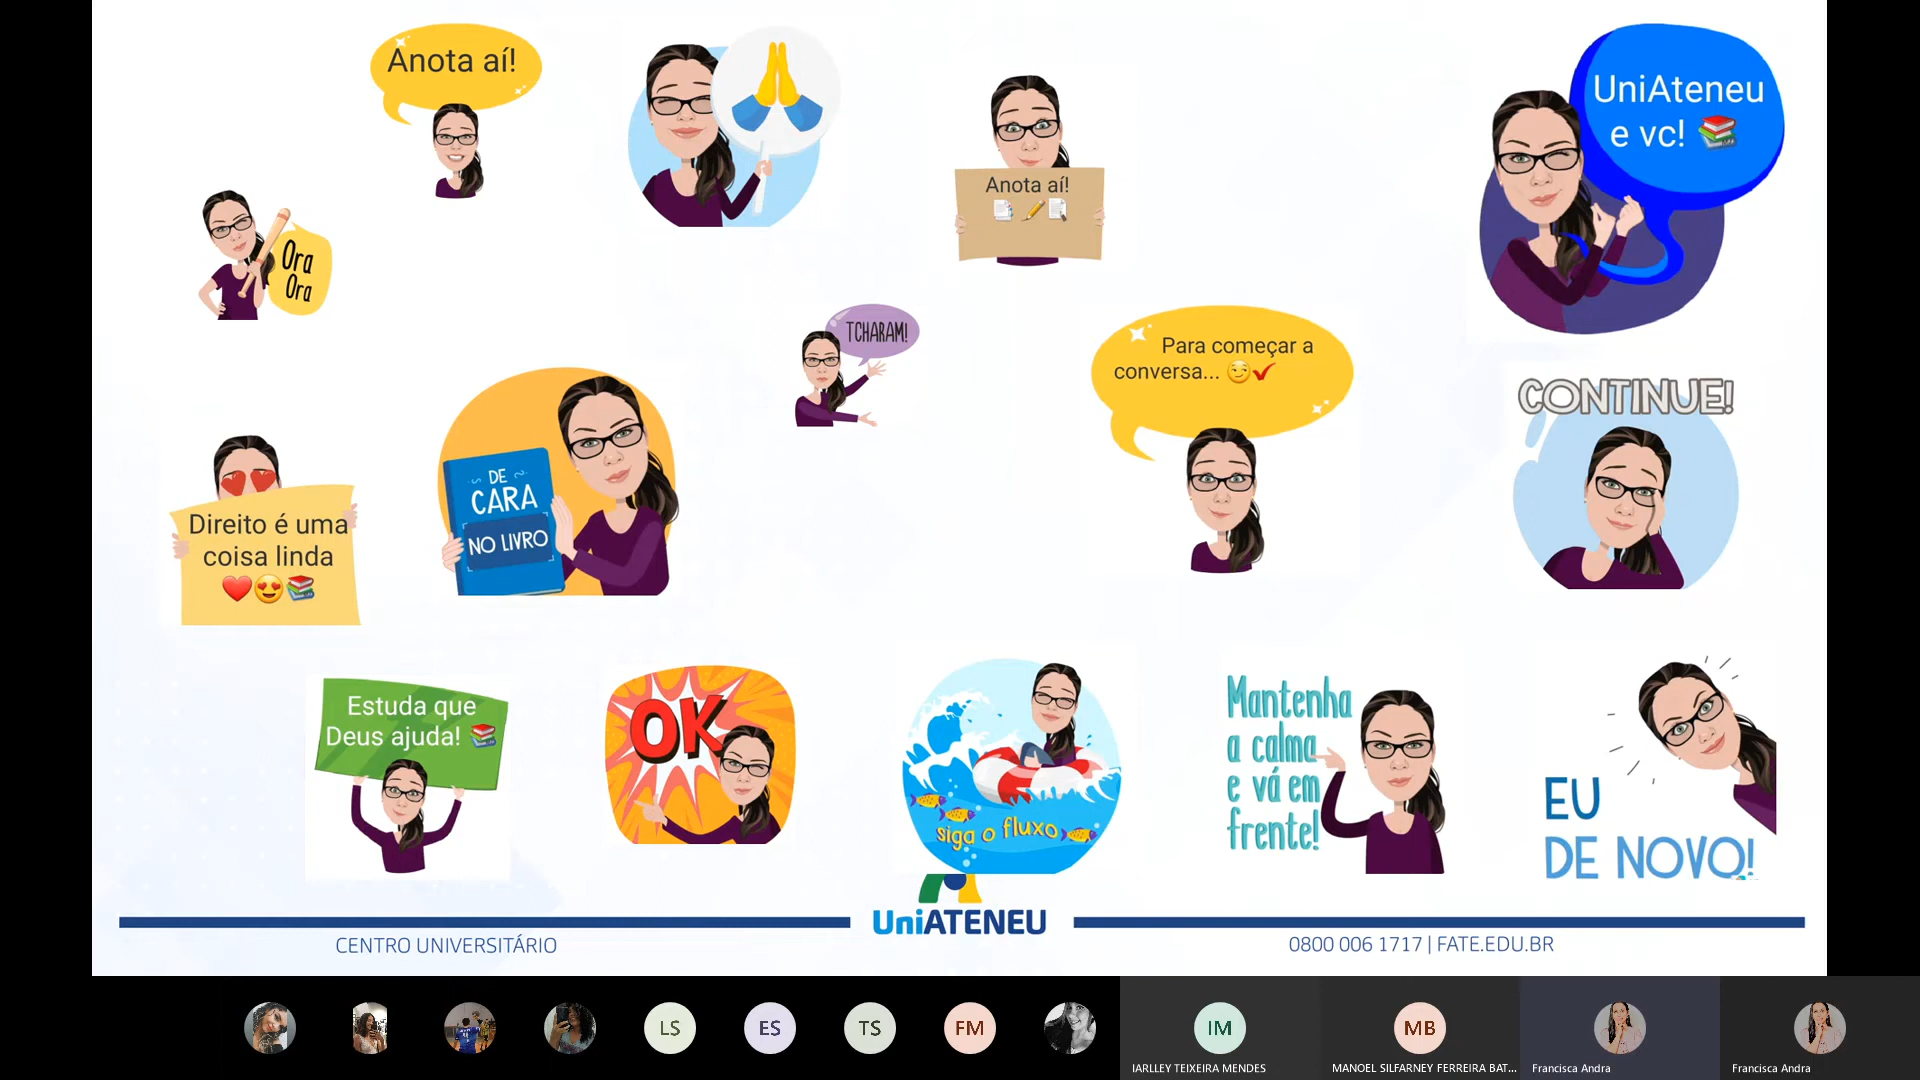 Anota aí!
UniAteneu
e vc! 📚
Anota aí!
📑✏️📝
Ora
Ora
TCHARAM!
Para começar a
conversa... 😏✔
CONTINUE!
DE
CARA
NO LIVRO
Direito é uma
coisa linda
❤️😍📚
Estuda que
Deus ajuda! 📚
OK
siga o fluxo
Mantenha
a calma
e vá em
frente!
EU
DE NOVO!
UniATENEU
CENTRO UNIVERSITÁRIO
0800 006 1717 | FATE.EDU.BR
LS
ES
TS
FM
IM
MB
IARLLEY TEIXEIRA MENDES
MANOEL SILFARNEY FERREIRA BAT...
Francisca Andra
Francisca Andra